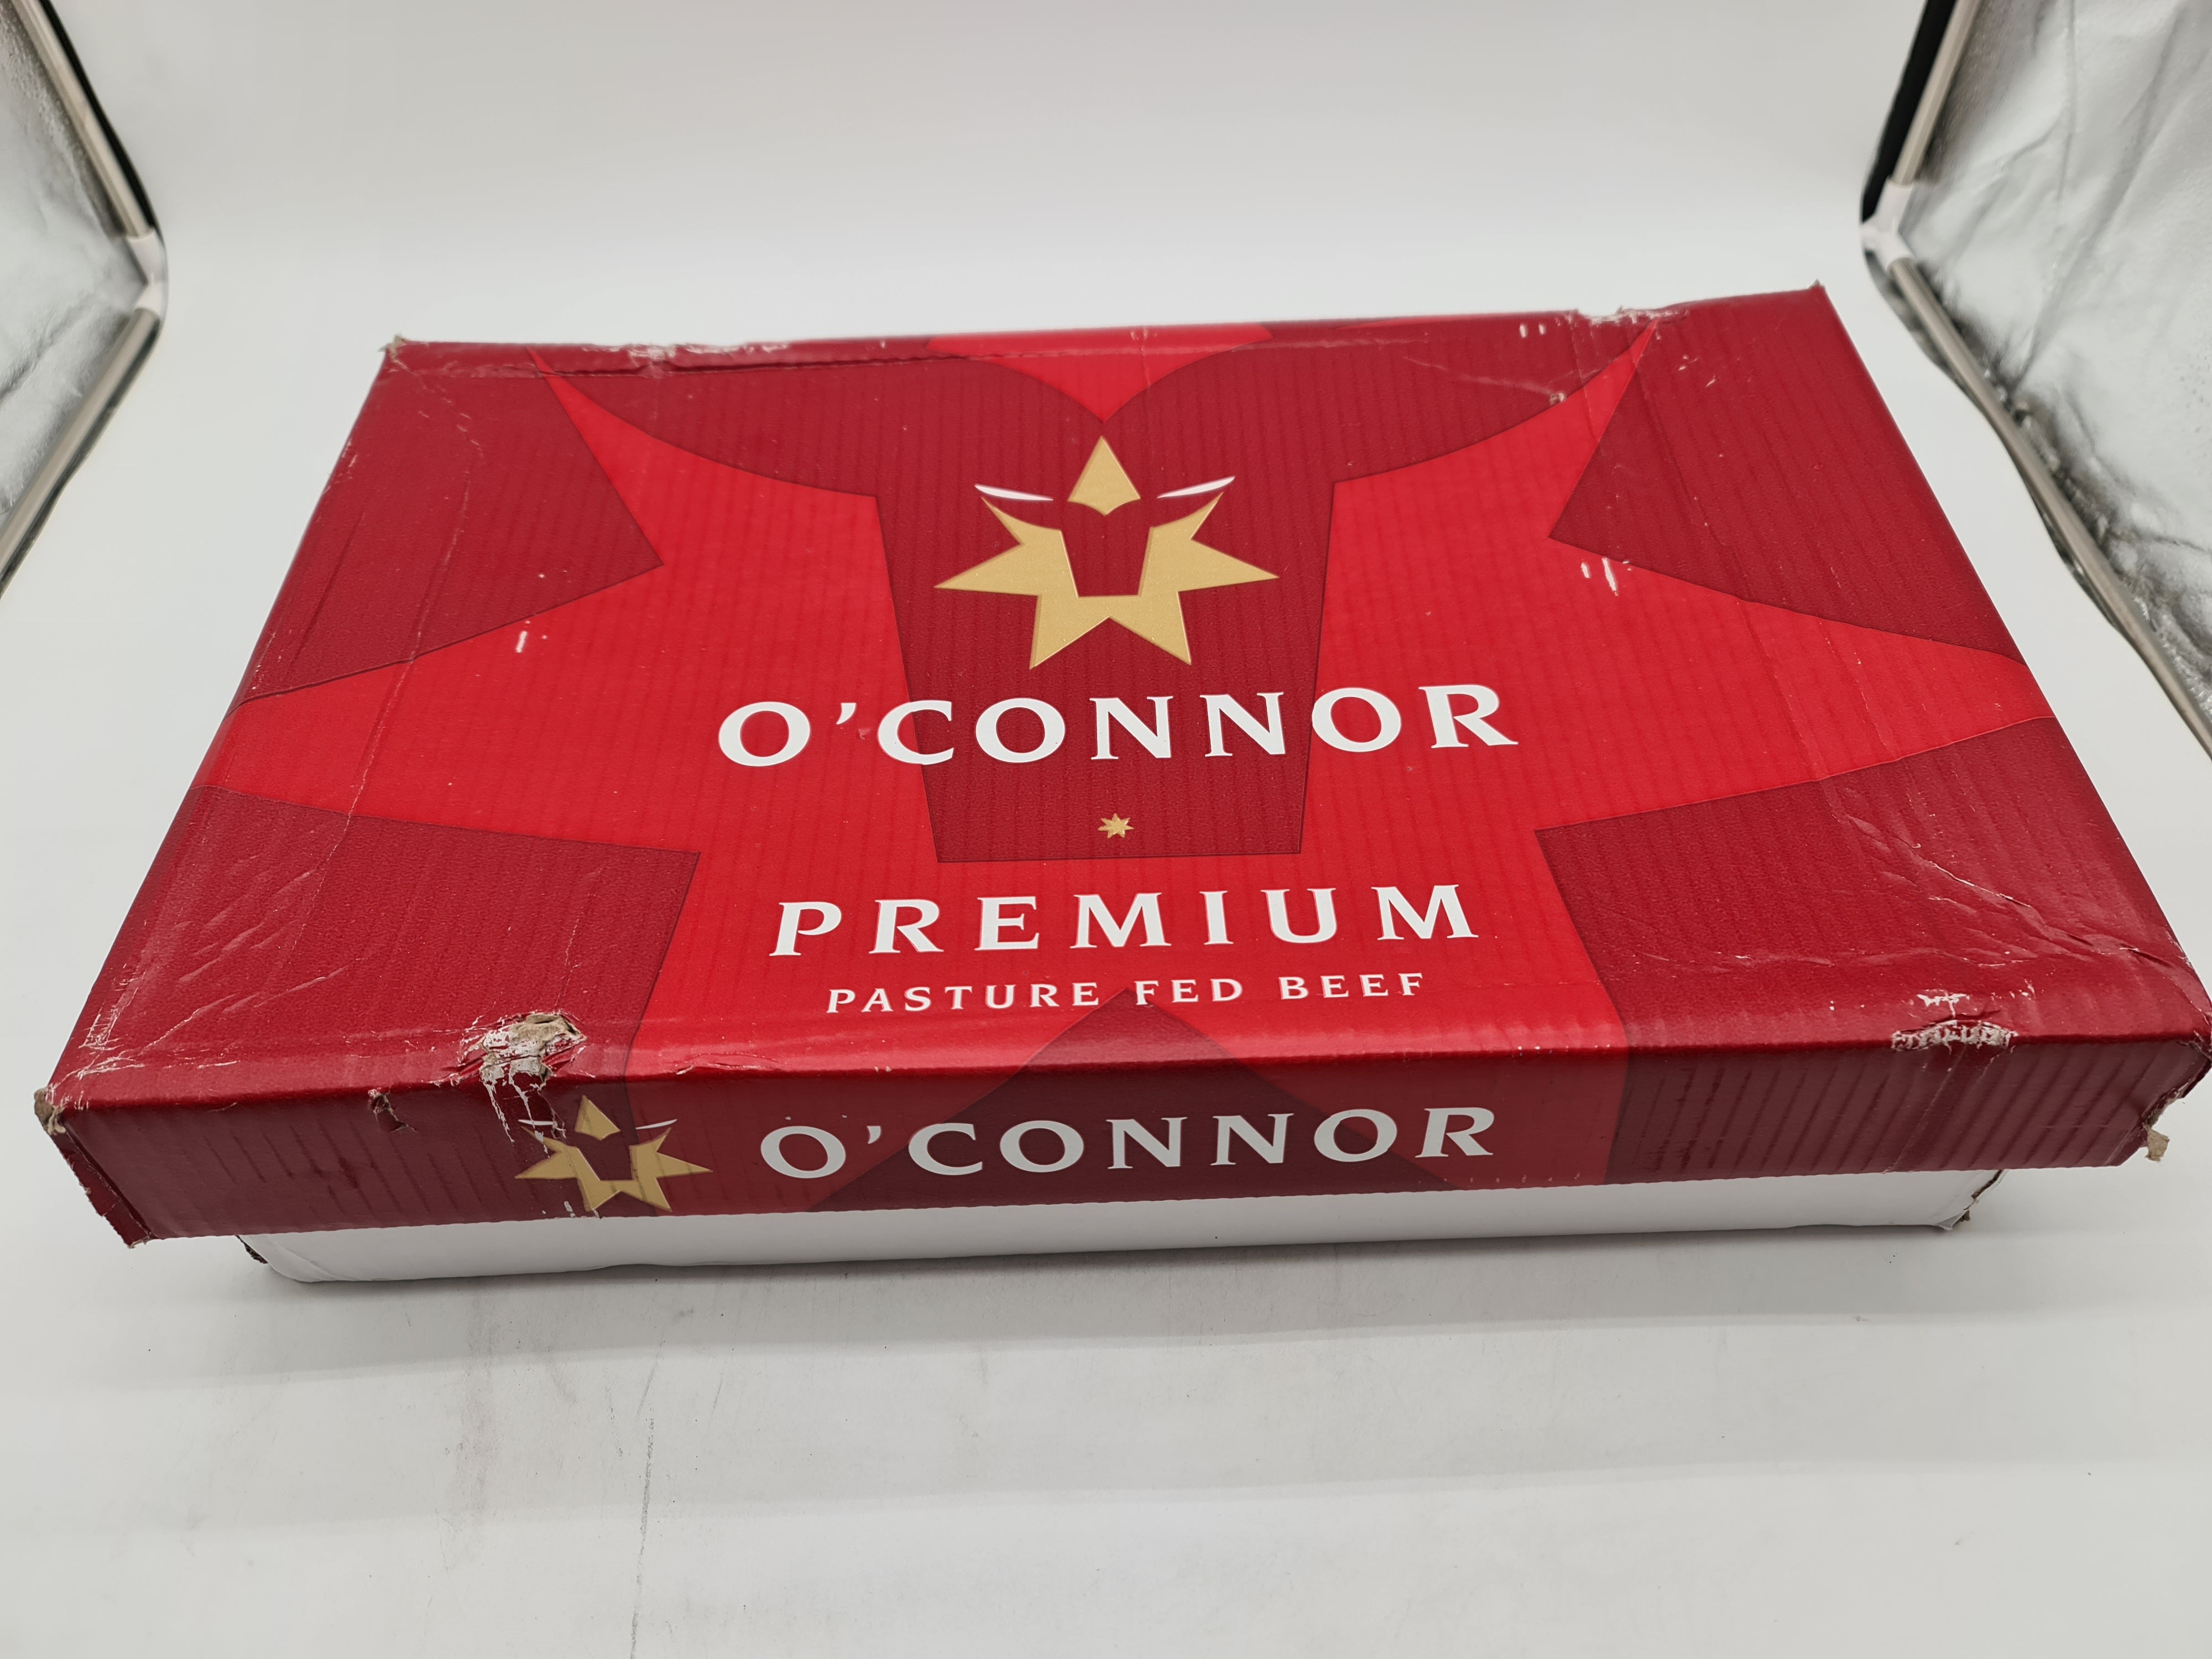 O'CONNOR
PREMIUM
PASTURE FED BEEF
O'CONNOR